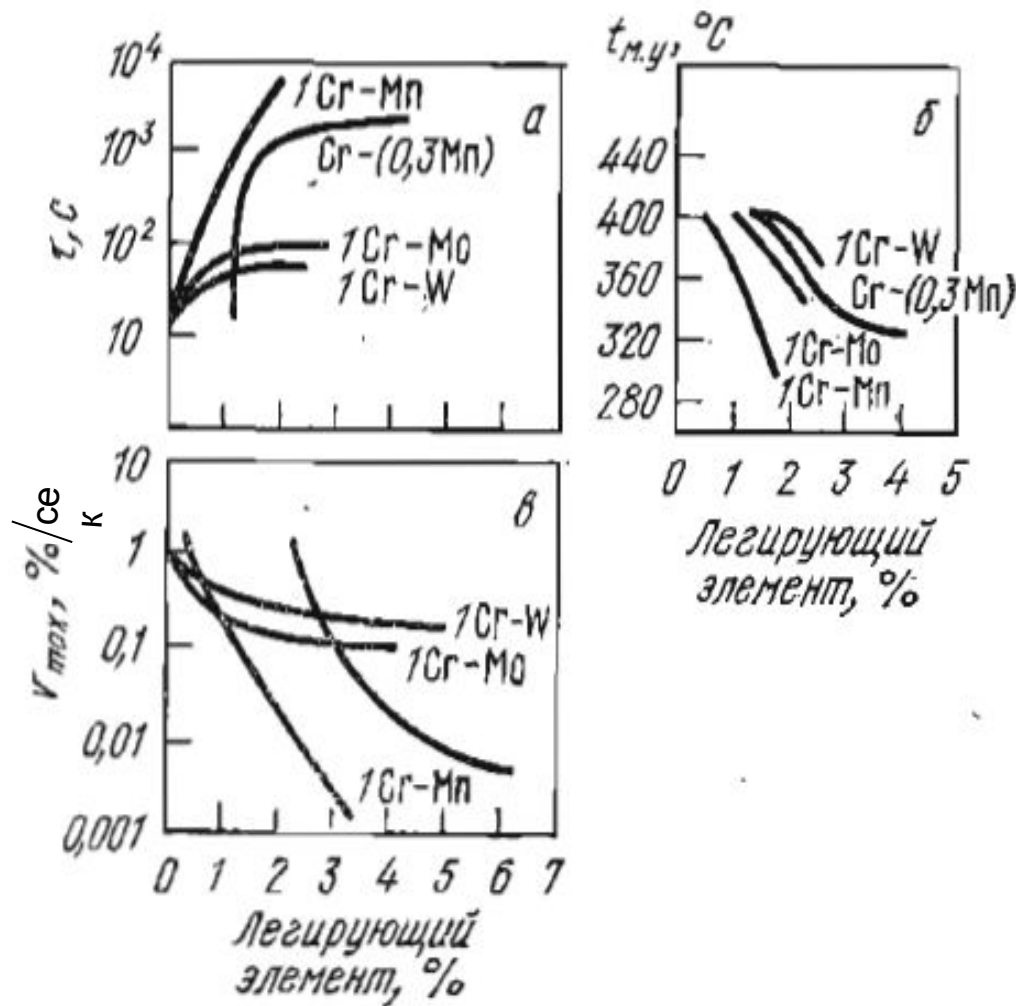 а
10⁴
10³
10²
10
τ, с
1Cr-Mn
Cr-(0,3Mn)
1Cr-Mo
1Cr-W
t м.у, °С
б
440
400
360
320
280
1Cr-W
Cr-(0,3Mn)
1Cr-Mo
1Cr-Mn
0 1 2 3 4 5
Легирующий
элемент, %
в
10
1
0,1
0,01
0,001
V max, %/се
к
1Cr-W
1Cr-Mo
1Cr-Mn
0 1 2 3 4 5 6 7
Легирующий
элемент, %